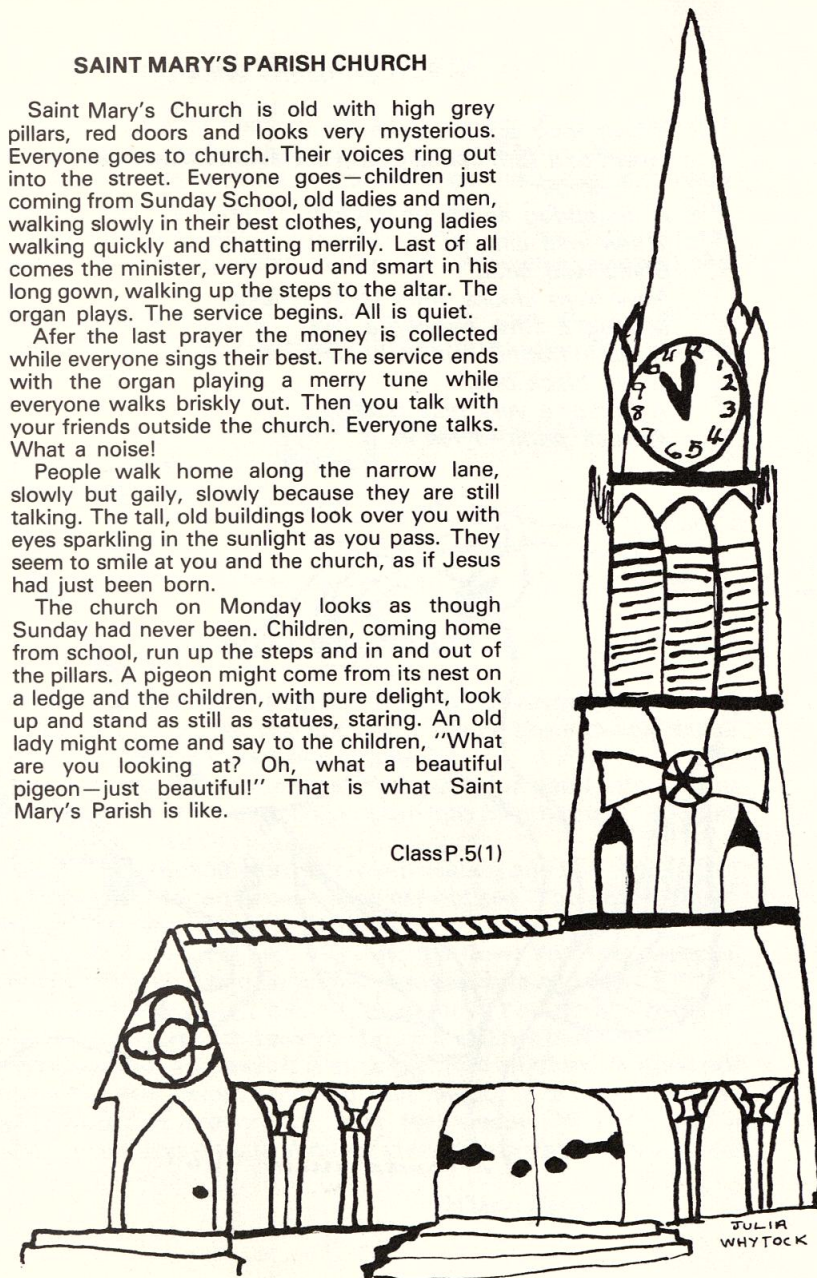 SAINT MARY'S PARISH CHURCH
Saint Mary's Church is old with high grey
pillars, red doors and looks very mysterious.
Everyone goes to church. Their voices ring out
into the street. Everyone goes—children just
coming from Sunday School, old ladies and men,
walking slowly in their best clothes, young ladies
walking quickly and chatting merrily. Last of all
comes the minister, very proud and smart in his
long gown, walking up the steps to the altar. The
organ plays. The service begins. All is quiet.
Afer the last prayer the money is collected
while everyone sings their best. The service ends
with the organ playing a merry tune while
everyone walks briskly out. Then you talk with
your friends outside the church. Everyone talks.
What a noise!
People walk home along the narrow lane,
slowly but gaily, slowly because they are still
talking. The tall, old buildings look over you with
eyes sparkling in the sunlight as you pass. They
seem to smile at you and the church, as if Jesus
had just been born.
The church on Monday looks as though
Sunday had never been. Children, coming home
from school, run up the steps and in and out of
the pillars. A pigeon might come from its nest on
a ledge and the children, with pure delight, look
up and stand as still as statues, staring. An old
lady might come and say to the children, "What
are you looking at? Oh, what a beautiful
pigeon—just beautiful!" That is what Saint
Mary's Parish is like.
Class P.5(1)
12
1
2
3
4
5
6
7
8
9
JULIA
WHYTOCK